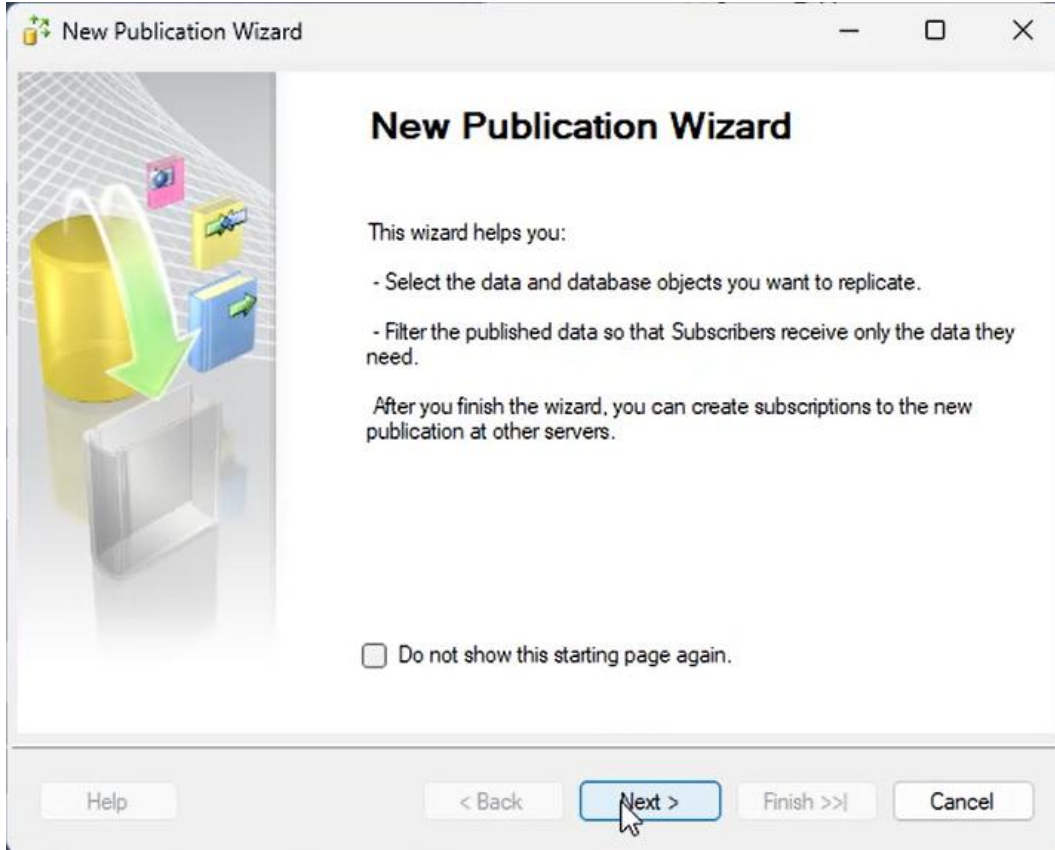 New Publication Wizard
New Publication Wizard
This wizard helps you:
- Select the data and database objects you want to replicate.
- Filter the published data so that Subscribers receive only the data they
need.
After you finish the wizard, you can create subscriptions to the new
publication at other servers.
Do not show this starting page again.
Help
< Back
Next >
Finish >>|
Cancel